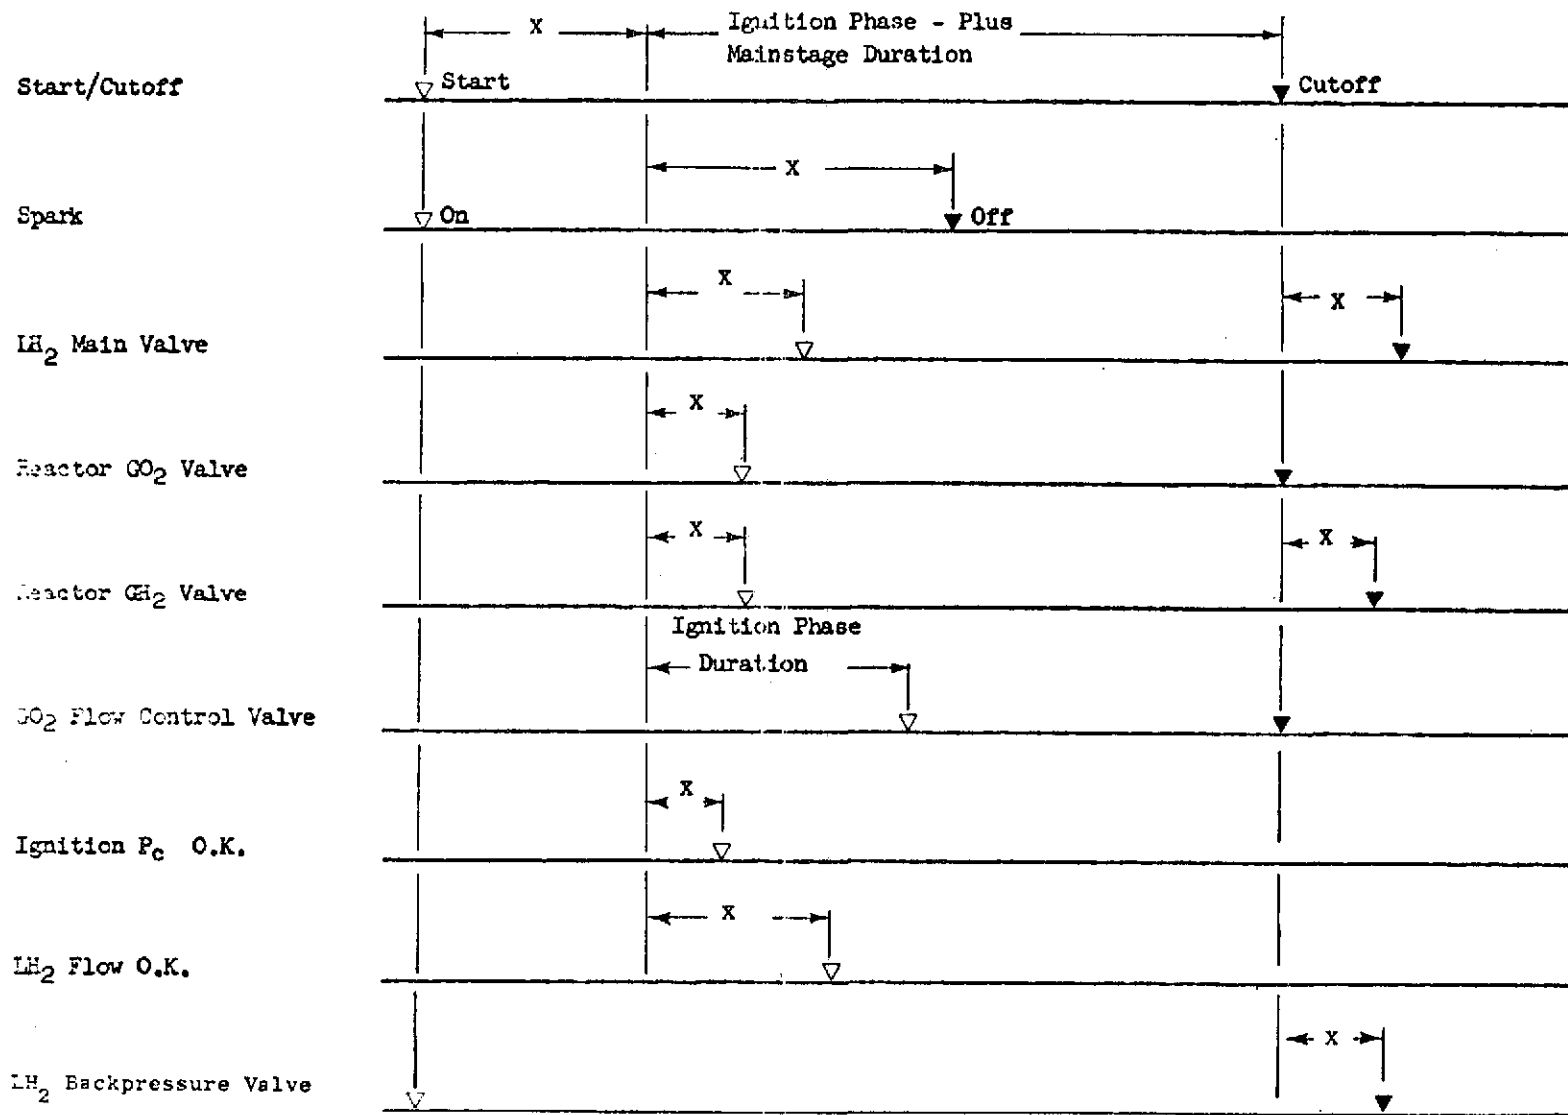 X
Ignition Phase - Plus
Mainstage Duration
Start/Cutoff
Start
Cutoff
X
Spark
On
Off
X
X
LH2 Main Valve
X
Reactor GO2 Valve
X
X
Reactor GH2 Valve
Ignition Phase
Duration
GO2 Flow Control Valve
X
Ignition Pc O.K.
X
LH2 Flow O.K.
X
LH2 Backpressure Valve